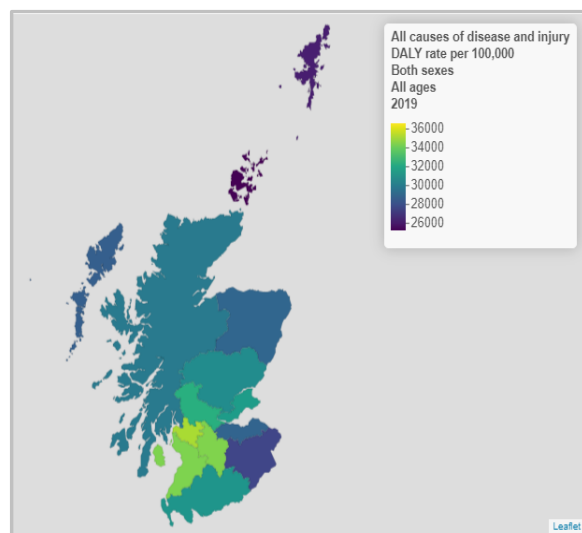 All causes of disease and injury
DALY rate per 100,000
Both sexes
All ages
2019
36000
34000
32000
30000
28000
26000
Leaflet